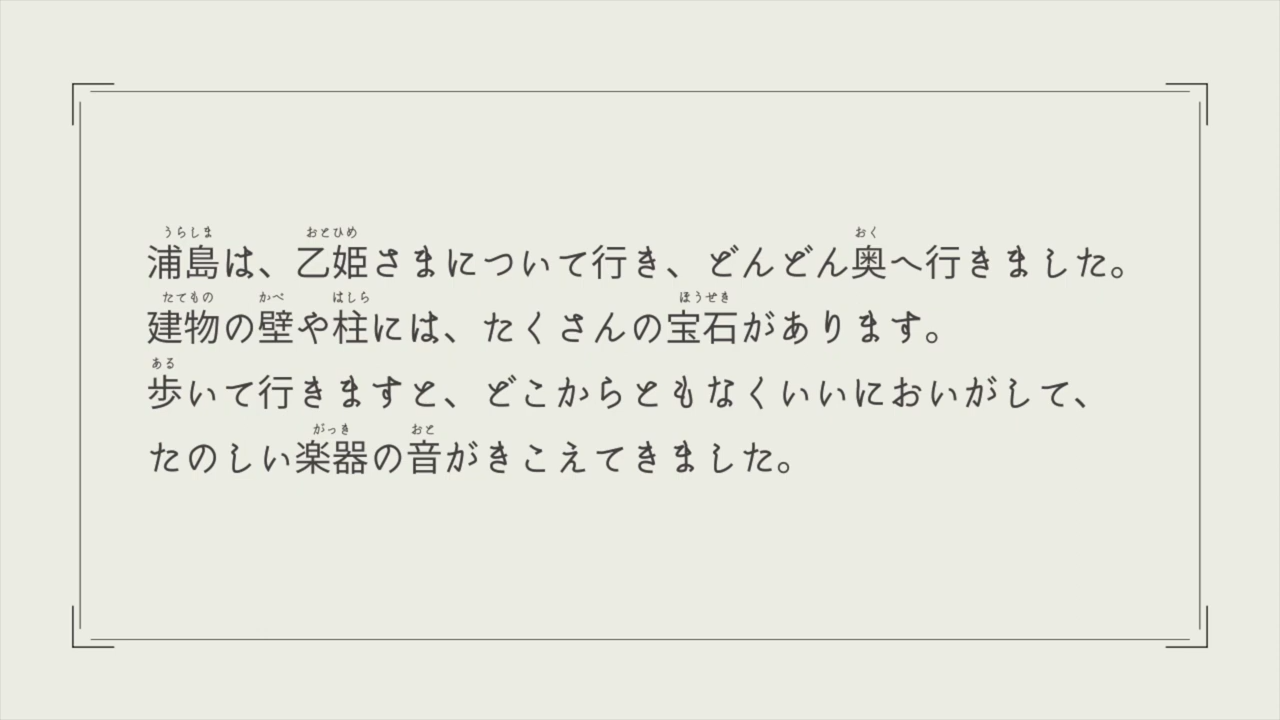 浦島は、乙姫さまについて行き、どんどん奥へ行きました。
建物の壁や柱には、たくさんの宝石があります。
歩いて行きますと、どこからともなくいいにおいがして、
たのしい楽器の音がきこえてきました。